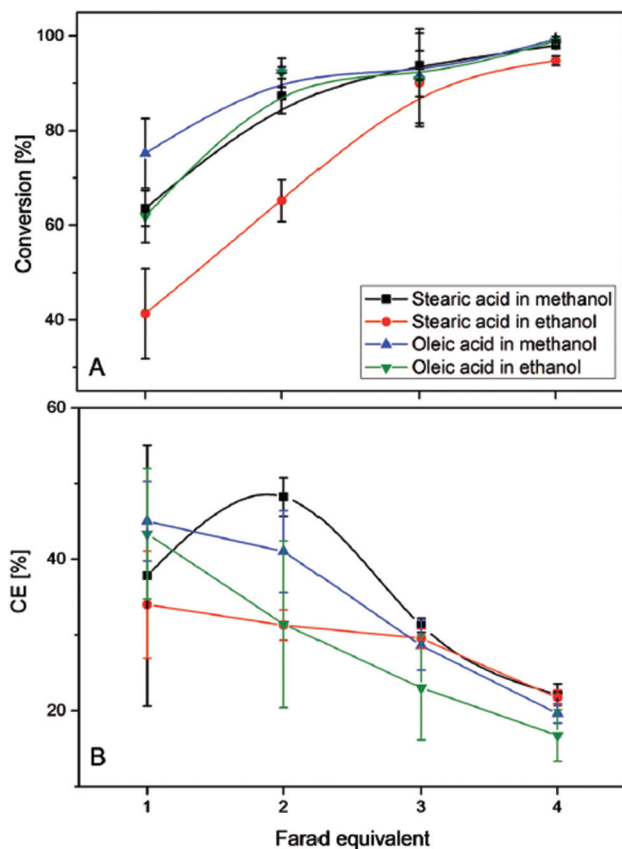 100
80
60
40
Conversion [%]
A
Stearic acid in methanol
Stearic acid in ethanol
Oleic acid in methanol
Oleic acid in ethanol
60
40
20
CE [%]
B
1 2 3 4
Farad equivalent